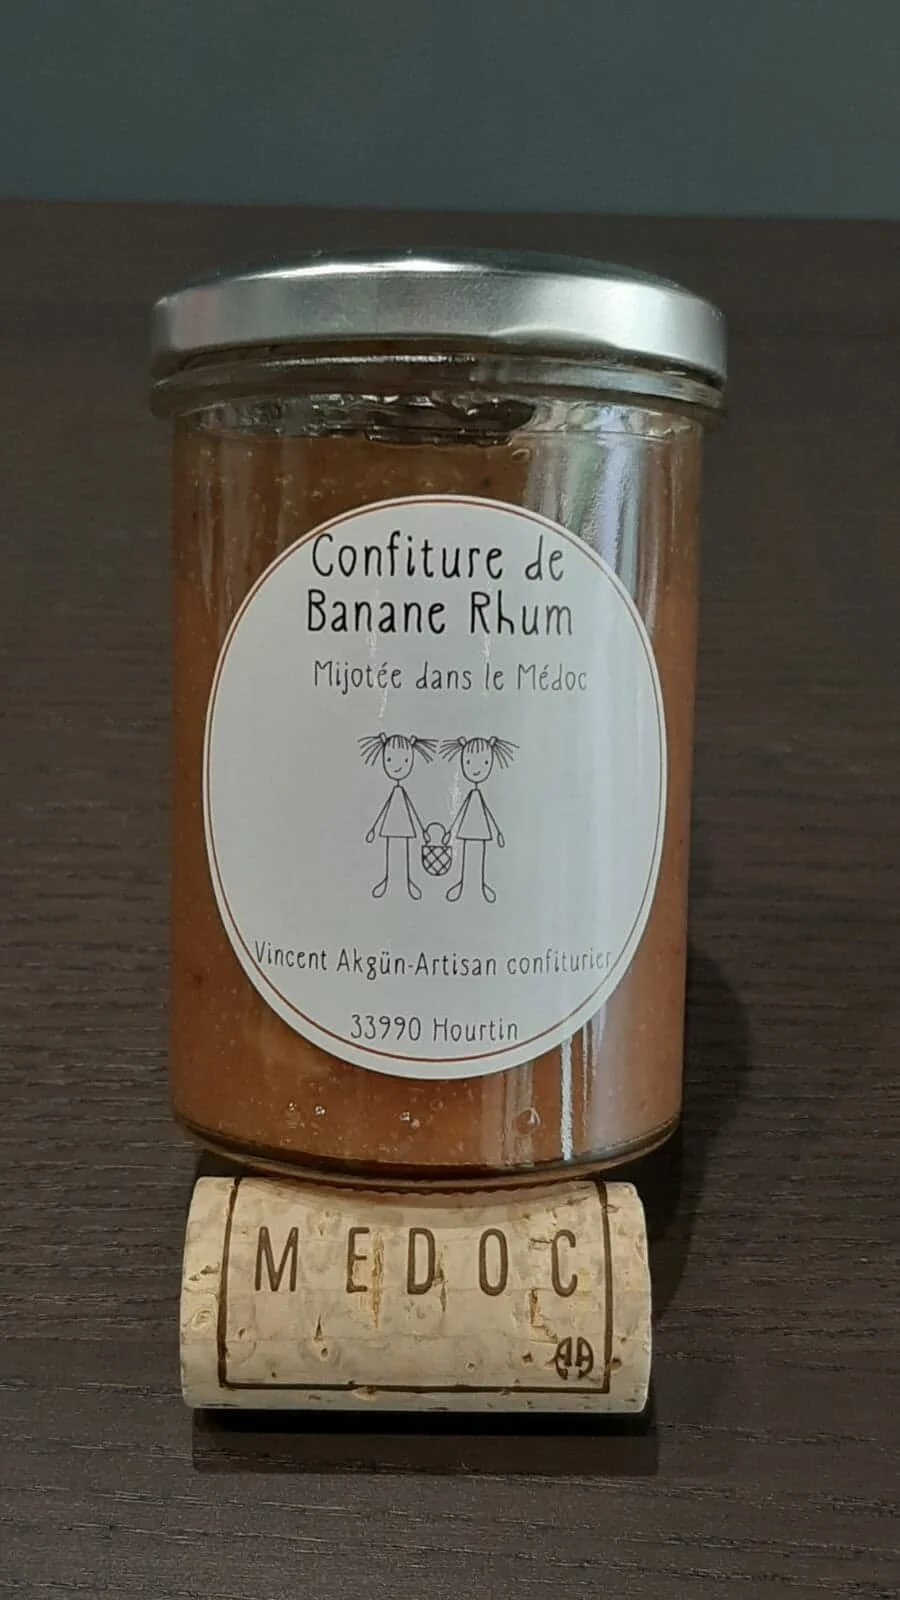 Confiture de
Banane Rhum
Mijotée dans le Médoc
Vincent Akgün-Artisan confiturier
33990 Hourtin
MEDOC